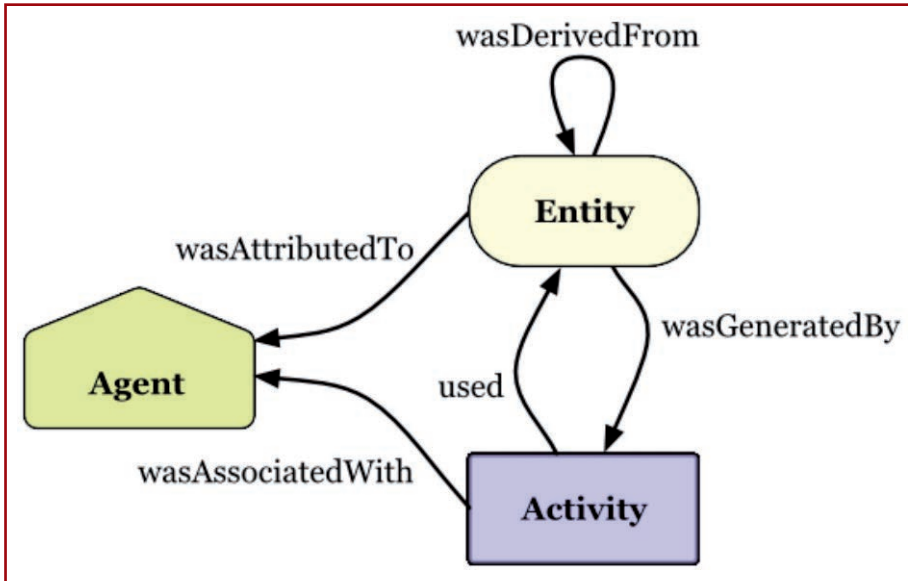 wasDerivedFrom
Entity
wasAttributedTo
wasGeneratedBy
Agent
used
wasAssociatedWith
Activity